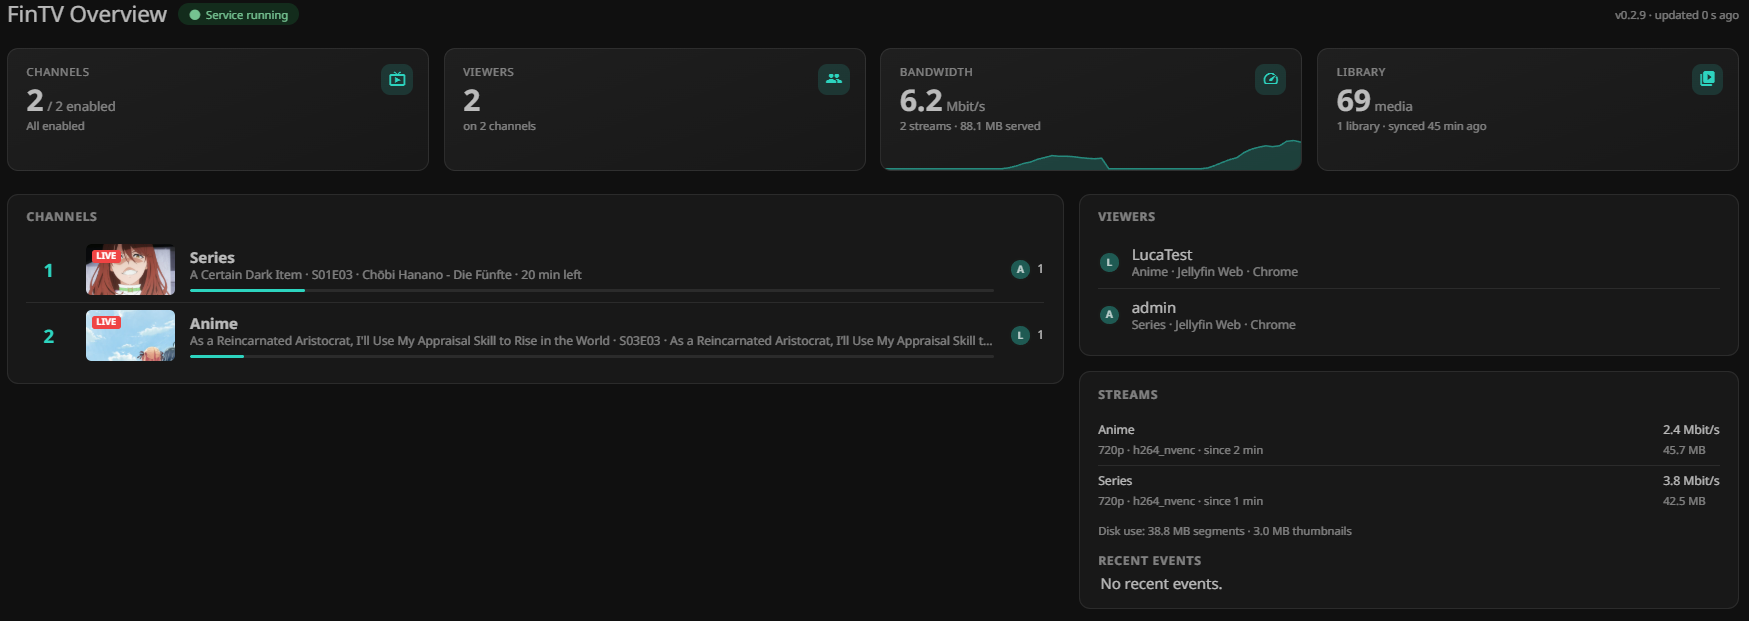 FinTV Overview
Service running
v0.2.9 · updated 0 s ago
CHANNELS
2 / 2 enabled
All enabled
VIEWERS
2
on 2 channels
BANDWIDTH
6.2 Mbit/s
2 streams · 88.1 MB served
LIBRARY
69 media
1 library · synced 45 min ago
CHANNELS
1
LIVE
Series
A Certain Dark Item · S01E03 · Chōbi Hanano - Die Fünfte · 20 min left
A 1
2
LIVE
Anime
As a Reincarnated Aristocrat, I'll Use My Appraisal Skill to Rise in the World · S03E03 · As a Reincarnated Aristocrat, I'll Use My Appraisal Skill t...
L 1
VIEWERS
L
LucaTest
Anime · Jellyfin Web · Chrome
A
admin
Series · Jellyfin Web · Chrome
STREAMS
Anime 2.4 Mbit/s
720p · h264_nvenc · since 2 min 45.7 MB
Series 3.8 Mbit/s
720p · h264_nvenc · since 1 min 42.5 MB
Disk use: 38.8 MB segments · 3.0 MB thumbnails
RECENT EVENTS
No recent events.